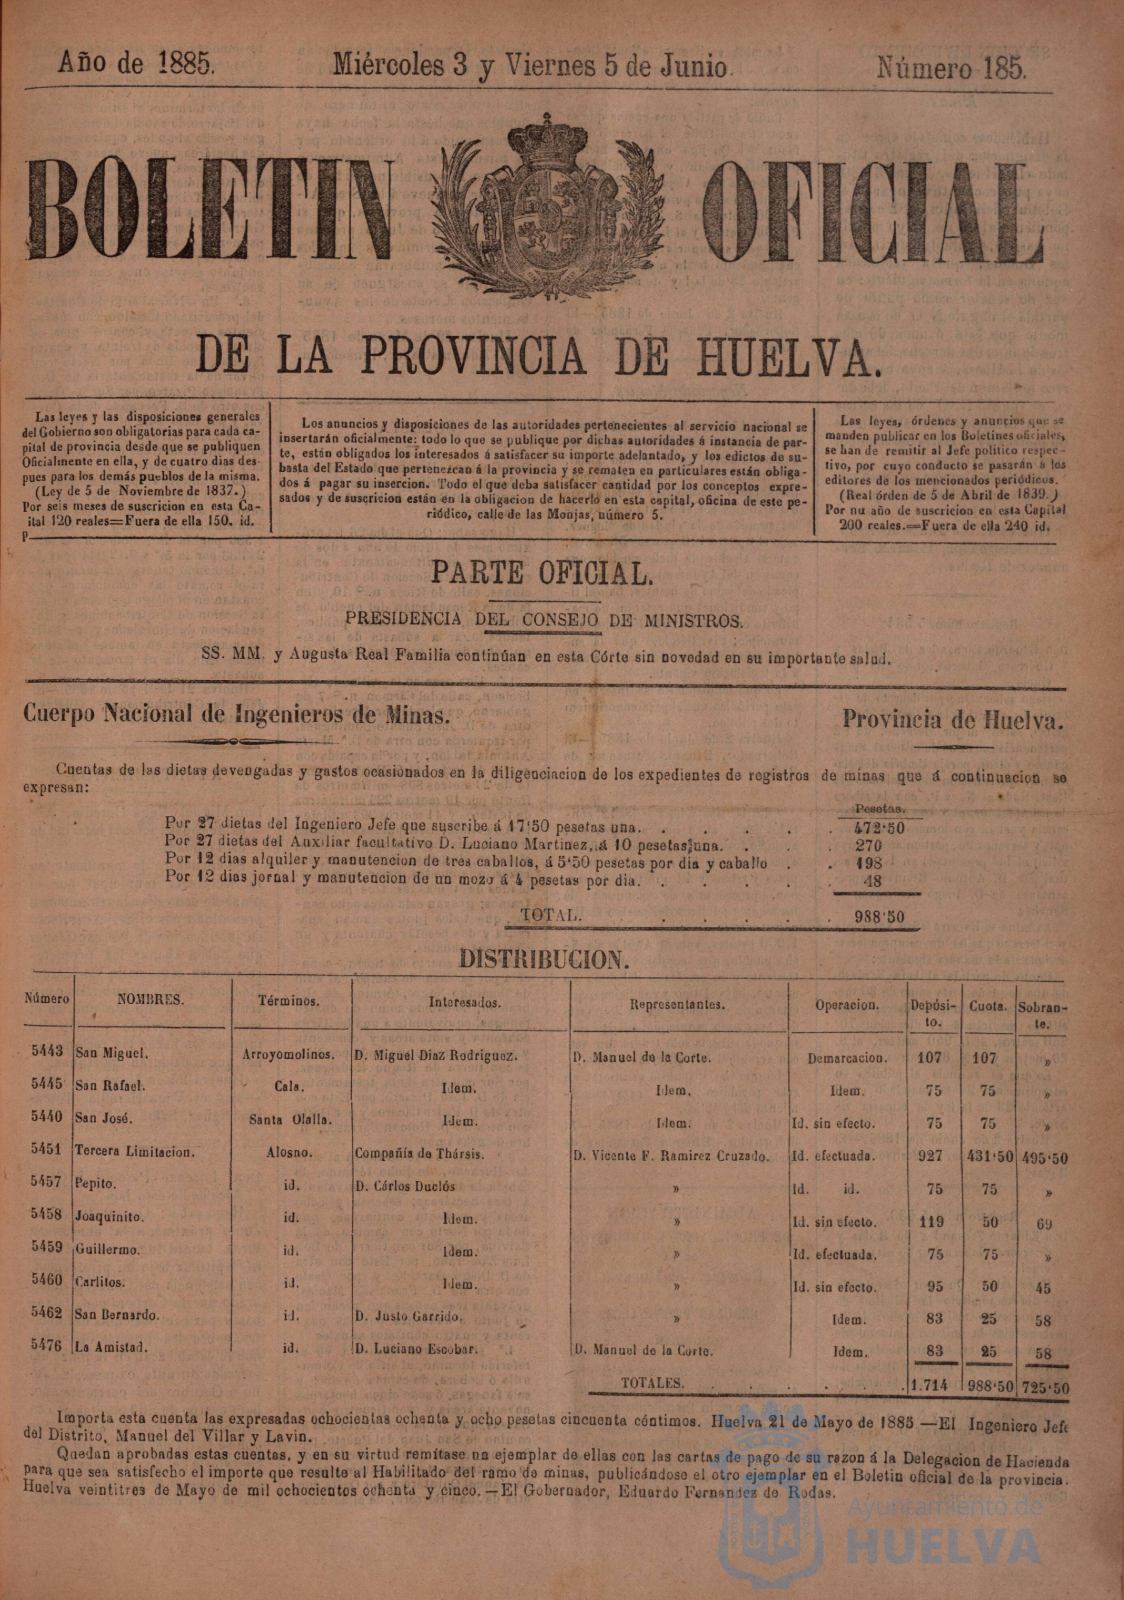 Año de 1885. Miércoles 3 y Viernes 5 de Junio. Número 185.
BOLETIN OFICIAL
DE LA PROVINCIA DE HUELVA.
Las leyes y las disposiciones generales
del Gobierno son obligatorias para cada ca-
pital de provincia desde que se publiquen
Oficialmente en ella, y de cuatro dias des-
pues para los demás pueblos de la misma.
(Ley de 5 de Noviembre de 1837.)
Por seis meses de suscricion en esta Ca-
ital 120 reales=Fuera de ella 150. id.
p
Los anuncios y disposiciones de las autoridades pertenecientes al servicio nacional se
insertarán oficialmente: todo lo que se publique por dichas autoridades á instancia de par-
te, están obligados los interesados á satisfacer su importe adelantado, y los edictos de su-
basta del Estado que pertenezcan á la provincia y se rematen en particulares están obliga-
dos á pagar su insercion. Todo el que deba satisfacer cantidad por los conceptos expre-
sados y de suscricion están en la obligacion de hacerlo en esta capital, oficina de este pe-
riódico, calle de las Monjas, número 5.
Las leyes, órdenes y anuncios que se
manden publicar en los Boletines oficiales,
se han de remitir al Jefe politico respec-
tivo, por cuyo conducto se pasarán á los
editores de los mencionados periódicos.
(Real órden de 5 de Abril de 1839.)
Por nu año de suscricion en esta Capital
200 reales.=Fuera de ella 240 id.
PARTE OFICIAL.
PRESIDENCIA DEL CONSEJO DE MINISTROS.
SS. MM. y Augusta Real Familia continúan en esta Córte sin novedad en su importante salud.
Cuerpo Nacional de Ingenieros de Minas. Provincia de Huelva.
Cuentas de las dietas devengadas y gastos ocasionados en la diligenciacion de los expedientes de registros de minas que á continuacion se
expresan:
Pesetas.
Por 27 dietas del Ingeniero Jefe que suscribe á 17'50 pesetas una. . . . . . 472'50
Por 27 dietas del Auxiliar facultativo D. Luciano Martinez, á 10 pesetas una. . . . 270
Por 12 dias alquiler y manutencion de tres caballos, á 5'50 pesetas por dia y caballo . . 198
Por 12 dias jornal y manutencion de un mozo á 4 pesetas por dia. . . . . . 48
TOTAL. . . . . . 988'50
DISTRIBUCION.
Número NOMBRES. Términos. Interesados. Representantes. Operacion. Depósi- Cuota. Sobran-
to. te.
5443 San Miguel. Arroyomolinos. D. Miguel Diaz Rodriguez. D. Manuel de la Corte. Demarcacion. 107 107 »
5445 San Rafael. Cala. Idem. Idem. Idem. 75 75 »
5440 San José. Santa Olalla. Idem. Idem. Id. sin efecto. 75 75 »
5451 Tercera Limitacion. Alosno. Compañía de Thársis. D. Vicente F. Ramirez Cruzado. Id. efectuada. 927 431'50 495'50
5457 Pepito. id. D. Cárlos Duclós » Id. id. 75 75 »
5458 Joaquinito. id. Idem. » Id. sin efecto. 119 50 69
5459 Guillermo. id. Idem. » Id. efectuada. 75 75 »
5460 Carlitos. id. Idem. » Id. sin efecto. 95 50 45
5462 San Bernardo. id. D. Justo Garrido. » Idem. 83 25 58
5476 La Amistad. id. D. Luciano Escobar. D. Manuel de la Corte. Idem. 83 25 58
TOTALES. . . . . . . 1.714 988'50 725'50
Importa esta cuenta las expresadas ochocientas ochenta y ocho pesetas cincuenta céntimos. Huelva 21 de Mayo de 1885 —El Ingeniero Jefe
del Distrito, Manuel del Villar y Lavin.
Quedan aprobadas estas cuentas, y en su virtud remítase un ejemplar de ellas con las cartas de pago de su razon á la Delegacion de Hacienda
para que sea satisfecho el importe que resulte al Habilitado del ramo de minas, publicándose el otro ejemplar en el Boletin oficial de la provincia.
Huelva veintitres de Mayo de mil ochocientos ochenta y cinco.—El Gobernador, Eduardo Fernandez de Rodas.
Ayuntamiento de
HUELVA